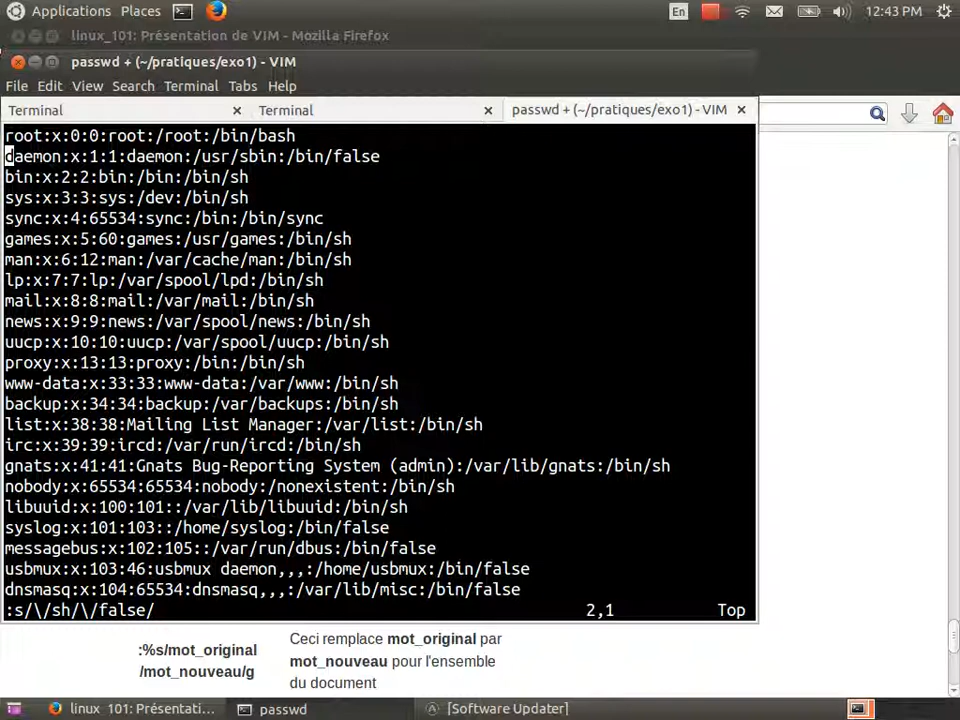 Applications Places En 12:43 PM
linux_101: Présentation de VIM - Mozilla Firefox
passwd + (~/pratiques/exo1) - VIM
File Edit View Search Terminal Tabs Help
Terminal × Terminal × passwd + (~/pratiques/exo1) - VIM ×
root:x:0:0:root:/root:/bin/bash
daemon:x:1:1:daemon:/usr/sbin:/bin/false
bin:x:2:2:bin:/bin:/bin/sh
sys:x:3:3:sys:/dev:/bin/sh
sync:x:4:65534:sync:/bin:/bin/sync
games:x:5:60:games:/usr/games:/bin/sh
man:x:6:12:man:/var/cache/man:/bin/sh
lp:x:7:7:lp:/var/spool/lpd:/bin/sh
mail:x:8:8:mail:/var/mail:/bin/sh
news:x:9:9:news:/var/spool/news:/bin/sh
uucp:x:10:10:uucp:/var/spool/uucp:/bin/sh
proxy:x:13:13:proxy:/bin:/bin/sh
www-data:x:33:33:www-data:/var/www:/bin/sh
backup:x:34:34:backup:/var/backups:/bin/sh
list:x:38:38:Mailing List Manager:/var/list:/bin/sh
irc:x:39:39:ircd:/var/run/ircd:/bin/sh
gnats:x:41:41:Gnats Bug-Reporting System (admin):/var/lib/gnats:/bin/sh
nobody:x:65534:65534:nobody:/nonexistent:/bin/sh
libuuid:x:100:101::/var/lib/libuuid:/bin/sh
syslog:x:101:103::/home/syslog:/bin/false
messagebus:x:102:105::/var/run/dbus:/bin/false
usbmux:x:103:46:usbmux daemon,,,:/home/usbmux:/bin/false
dnsmasq:x:104:65534:dnsmasq,,,:/var/lib/misc:/bin/false
:s/\/sh/\/false/ 2,1 Top
:%s/mot_original
/mot_nouveau/g
Ceci remplace mot_original par
mot_nouveau pour l'ensemble
du document
linux_101: Présentati... passwd [Software Updater]